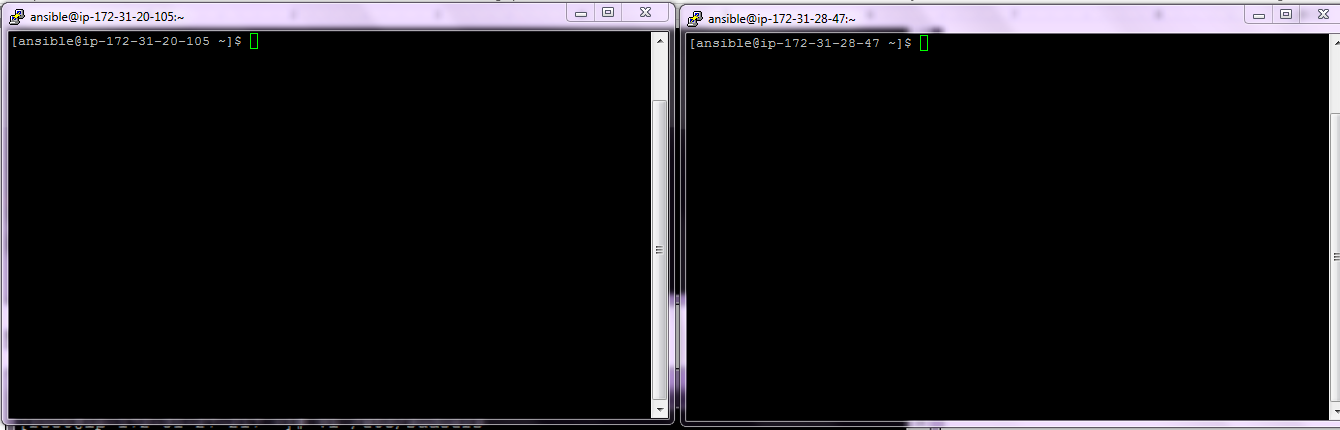 ansible@ip-172-31-20-105:~
[ansible@ip-172-31-20-105 ~]$
ansible@ip-172-31-28-47:~
[ansible@ip-172-31-28-47 ~]$